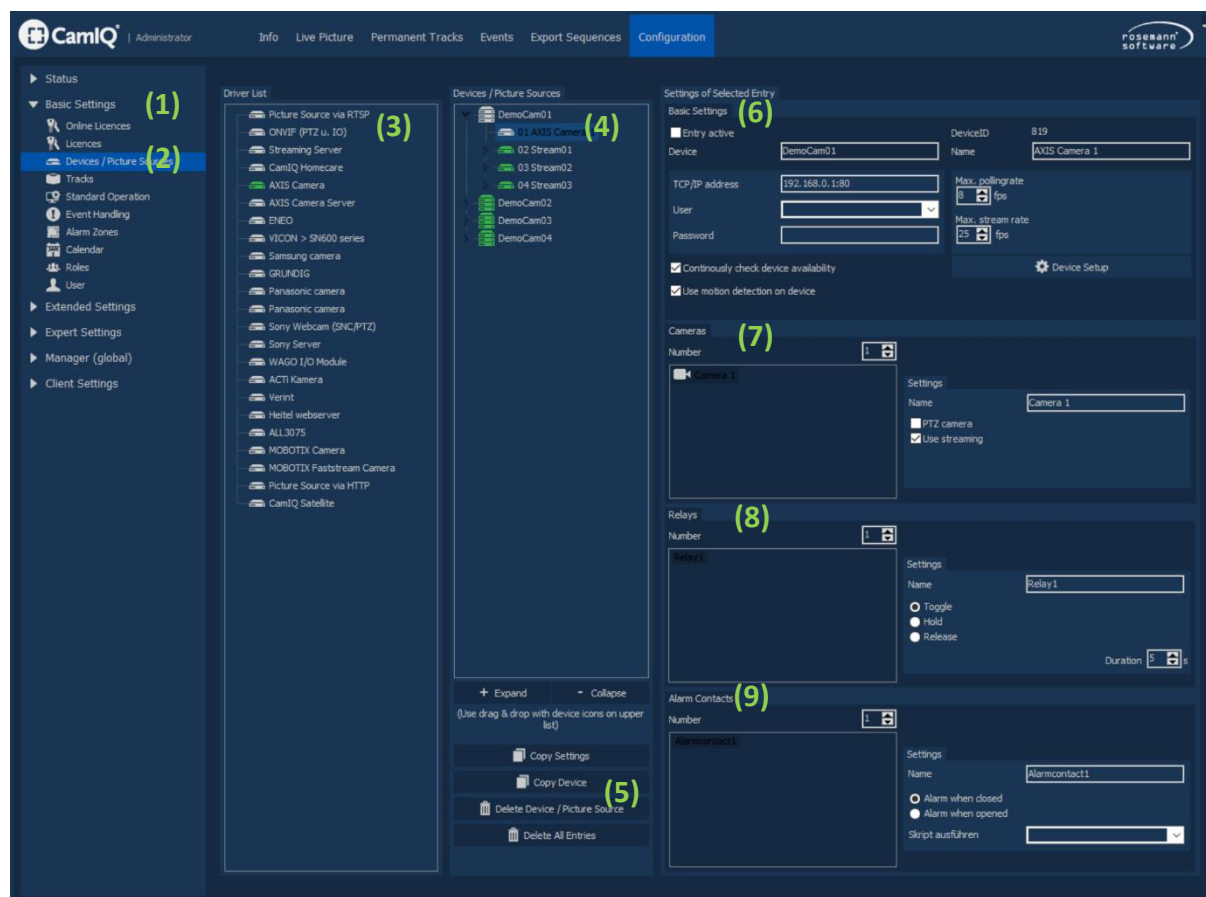 CamIQ | Administrator
Info Live Picture Permanent Tracks Events Export Sequences Configuration
rosemann software
Status
Basic Settings
(1)
Online Licences
Licences
Devices / Picture Sources
(2)
Tracks
Standard Operation
Event Handling
Alarm Zones
Calendar
Roles
User
Extended Settings
Expert Settings
Manager (global)
Client Settings
Driver List
(3)
Picture Source via RTSP
ONVIF (PTZ u. IO)
Streaming Server
CamIQ Homecare
AXIS Camera
AXIS Camera Server
ENEO
VICON > SN600 series
Samsung camera
GRUNDIG
Panasonic camera
Panasonic camera
Sony Webcam (SNC/PTZ)
Sony Server
WAGO I/O Module
ACTi Kamera
Verint
Heitel webserver
ALL3075
MOBOTIX Camera
MOBOTIX Faststream Camera
Picture Source via HTTP
CamIQ Satellite
Devices / Picture Sources
(4)
DemoCam01
01 AXIS Camera
02 Stream01
03 Stream02
04 Stream03
DemoCam02
DemoCam03
DemoCam04
+ Expand - Collapse
(Use drag & drop with device icons on upper
list)
Copy Settings
Copy Device
(5)
Delete Device / Picture Source
Delete All Entries
Settings of Selected Entry
Basic Settings
(6)
Entry active DeviceID 819
Device DemoCam01 Name AXIS Camera 1
TCP/IP address 192.168.0.1:80 Max. pollingrate
8 fps
User Max. stream rate
Password 25 fps
Continously check device availability Device Setup
Use motion detection on device
Cameras
(7)
Number 1
Camera 1
Settings
Name Camera 1
PTZ camera
Use streaming
Relays
(8)
Number 1
Relay1
Settings
Name Relay1
Toggle
Hold
Release
Duration 5 s
Alarm Contacts
(9)
Number 1
Alarmcontact1
Settings
Name Alarmcontact1
Alarm when closed
Alarm when opened
Skript ausführen